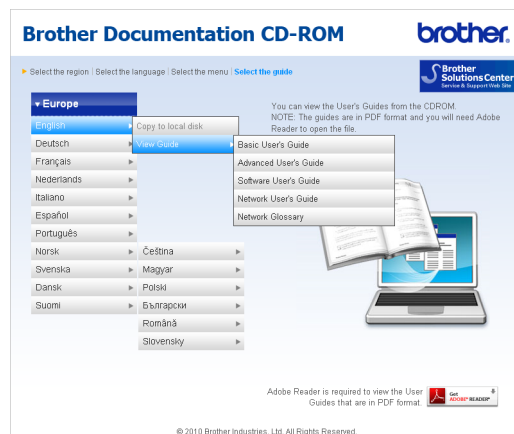 Brother Documentation CD-ROM
brother
Select the region | Select the language | Select the menu | Select the guide
Brother
Solutions Center
Service & Support Web Site
Europe
You can view the User's Guides from the CDROM.
NOTE: The guides are in PDF format and you will need Adobe
Reader to open the file.
English
Copy to local disk
Deutsch
View Guide
Basic User's Guide
Français
Advanced User's Guide
Nederlands
Software User's Guide
Italiano
Network User's Guide
Español
Network Glossary
Português
Norsk
Čeština
Svenska
Magyar
Dansk
Polski
Suomi
Български
Română
Slovensky
Adobe Reader is required to view the User
Guides that are in PDF format.
Get
ADOBE® READER®
© 2010 Brother Industries, Ltd. All Rights Reserved.